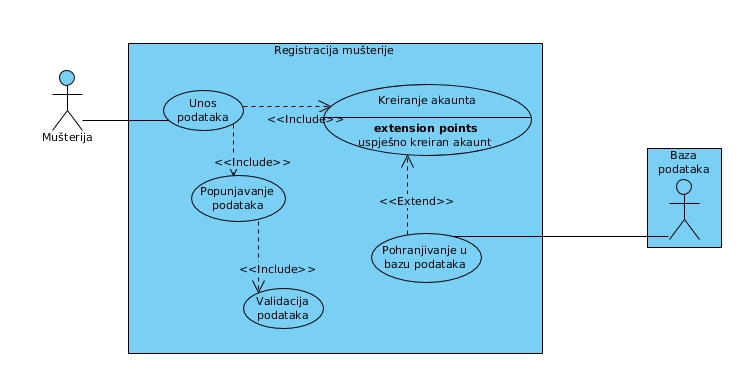 Registracija mušterije
Mušterija
Unos
podataka
<<Include>>
Kreiranje akaunta
extension points
uspješno kreiran akaunt
<<Include>>
Popunjavanje
podataka
<<Extend>>
Baza
podataka
Pohranjivanje u
bazu podataka
<<Include>>
Validacija
podataka